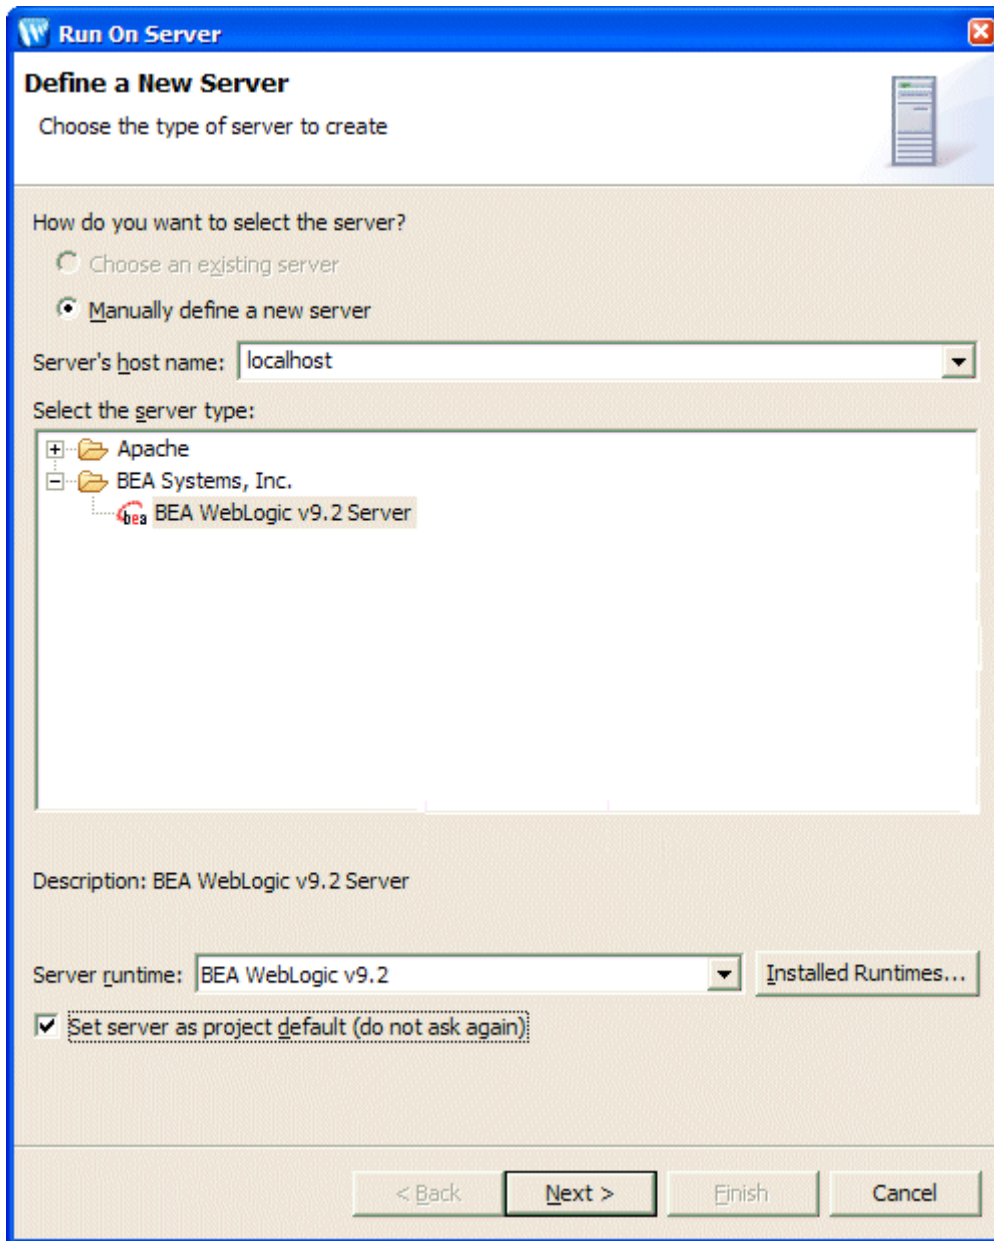 Run On Server
Define a New Server
Choose the type of server to create
How do you want to select the server?
Choose an existing server
Manually define a new server
Server's host name: localhost
Select the server type:
Apache
BEA Systems, Inc.
bea BEA WebLogic v9.2 Server
Description: BEA WebLogic v9.2 Server
Server runtime: BEA WebLogic v9.2 Installed Runtimes...
Set server as project default (do not ask again)
< Back Next > Finish Cancel